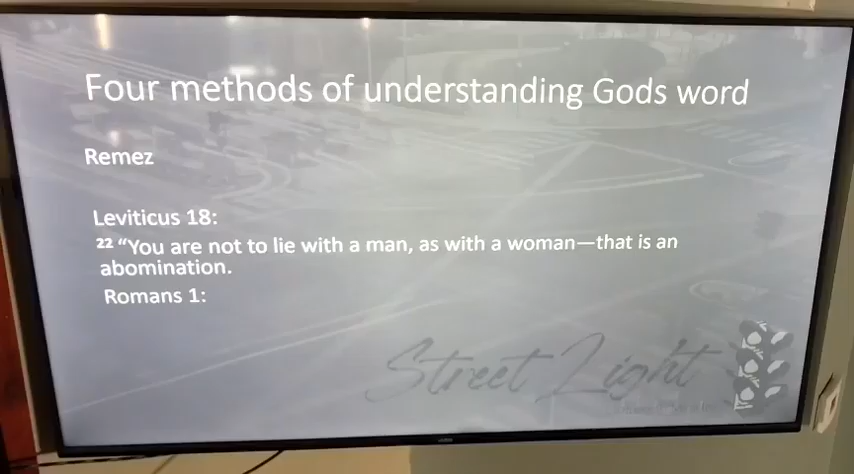 Four methods of understanding Gods word
Remez
Leviticus 18:
22 “You are not to lie with a man, as with a woman—that is an
abomination.
Romans 1:
Street Light